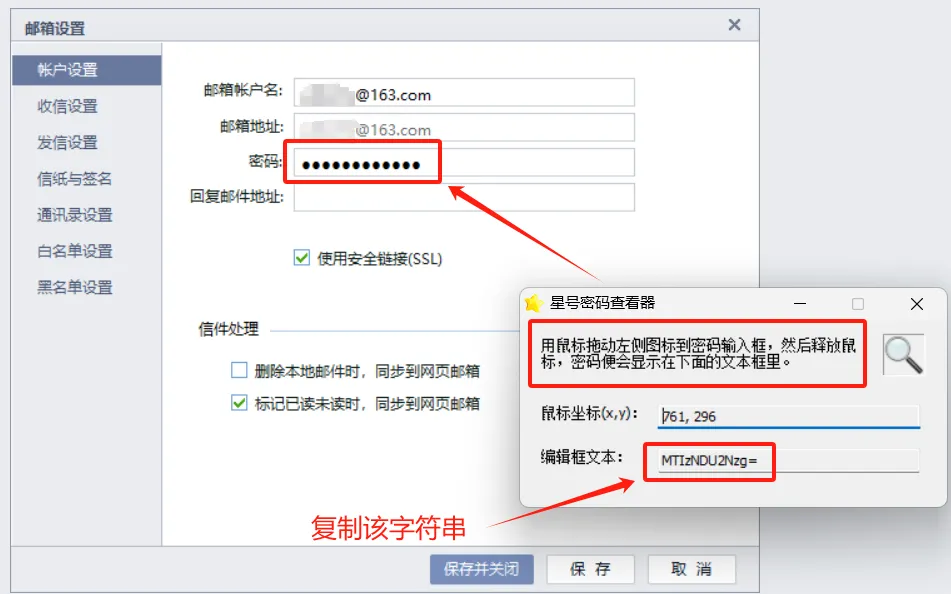 邮箱设置
帐户设置
收信设置
发信设置
信纸与签名
通讯录设置
白名单设置
黑名单设置
邮箱帐户名:
@163.com
邮箱地址:
@163.com
密码:
回复邮件地址:
使用安全链接(SSL)
信件处理
删除本地邮件时，同步到网页邮箱
标记已读未读时，同步到网页邮箱
星号密码查看器
用鼠标拖动左侧图标到密码输入框，然后释放鼠
标，密码便会显示在下面的文本框里。
鼠标坐标(x,y)：
761, 296
编辑框文本：
MTIzNDU2Nzg=
复制该字符串
保存并关闭
保 存
取 消